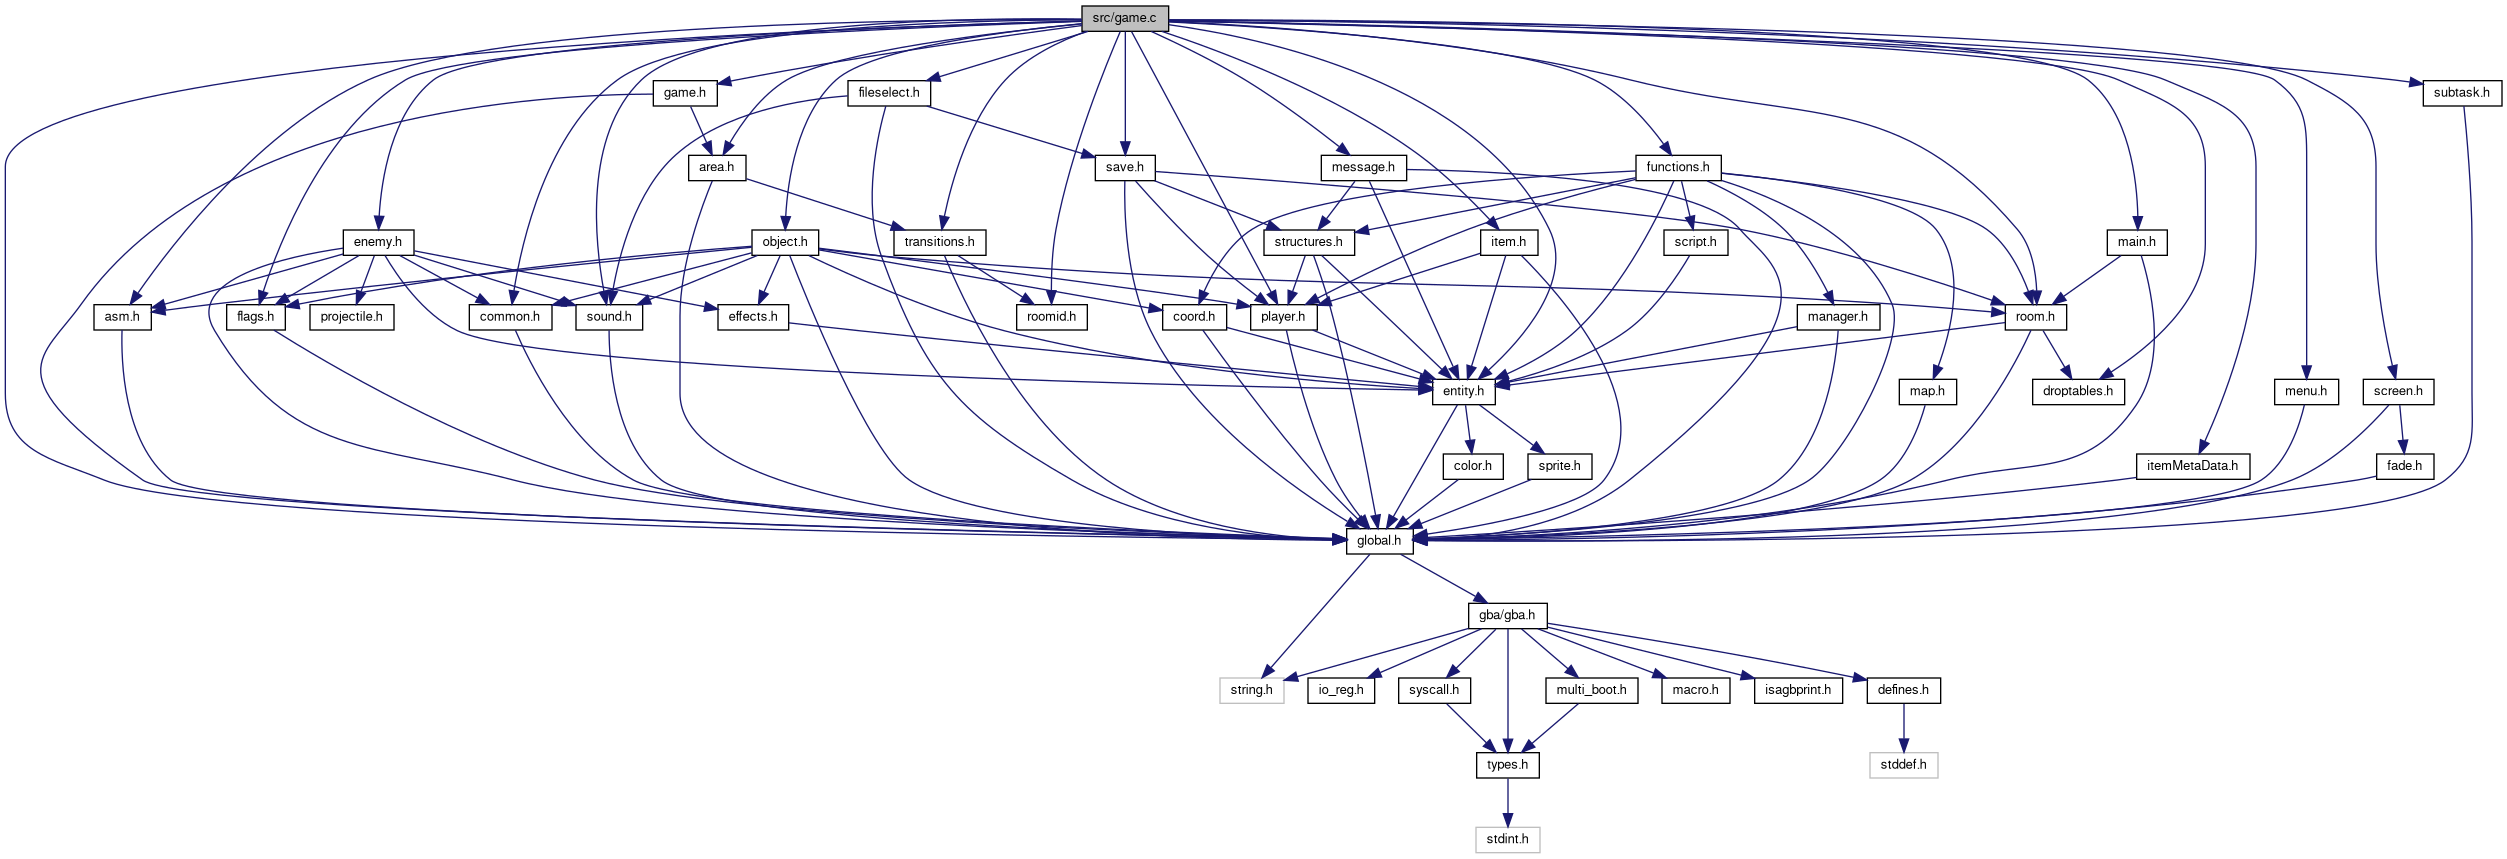 src/game.c
game.h
fileselect.h
subtask.h
area.h
save.h
message.h
functions.h
enemy.h
object.h
transitions.h
structures.h
item.h
script.h
main.h
asm.h
flags.h
projectile.h
common.h
sound.h
effects.h
roomid.h
coord.h
player.h
manager.h
room.h
entity.h
map.h
droptables.h
menu.h
screen.h
color.h
sprite.h
itemMetaData.h
fade.h
global.h
gba/gba.h
string.h
io_reg.h
syscall.h
multi_boot.h
macro.h
isagbprint.h
defines.h
types.h
stddef.h
stdint.h